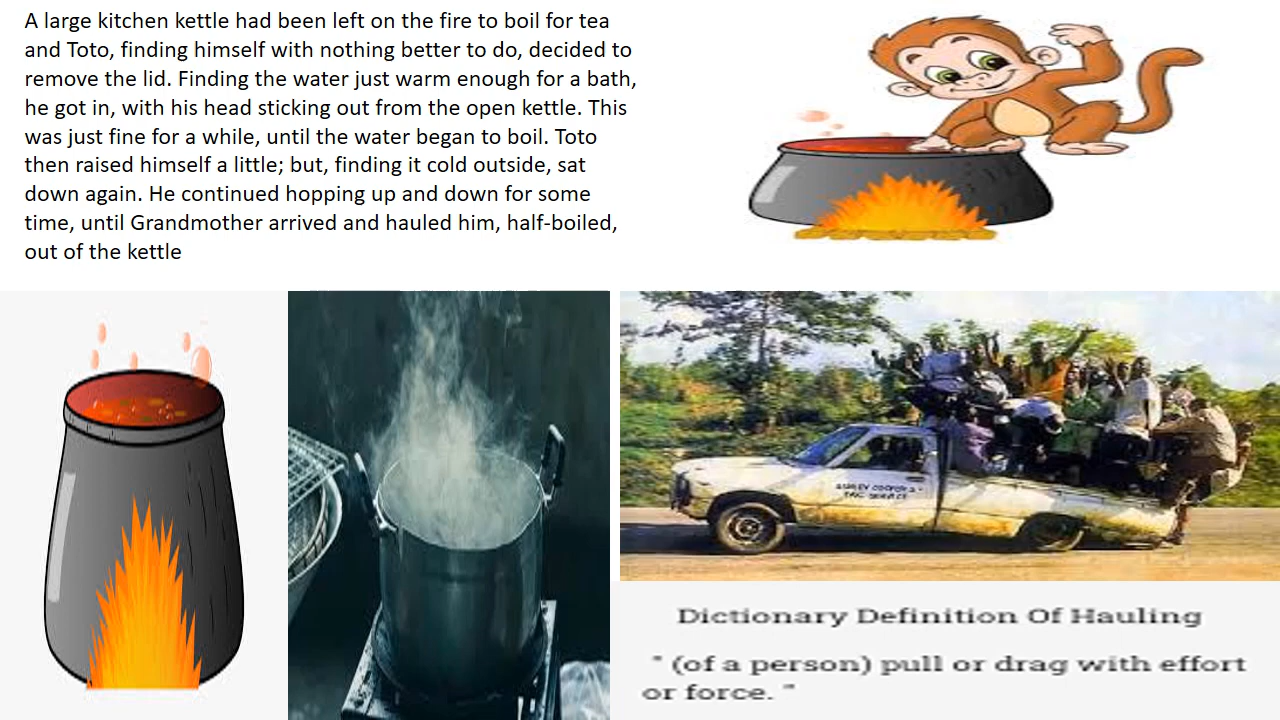 A large kitchen kettle had been left on the fire to boil for tea
and Toto, finding himself with nothing better to do, decided to
remove the lid. Finding the water just warm enough for a bath,
he got in, with his head sticking out from the open kettle. This
was just fine for a while, until the water began to boil. Toto
then raised himself a little; but, finding it cold outside, sat
down again. He continued hopping up and down for some
time, until Grandmother arrived and hauled him, half-boiled,
out of the kettle
Dictionary Definition Of Hauling
" (of a person) pull or drag with effort
or force. "